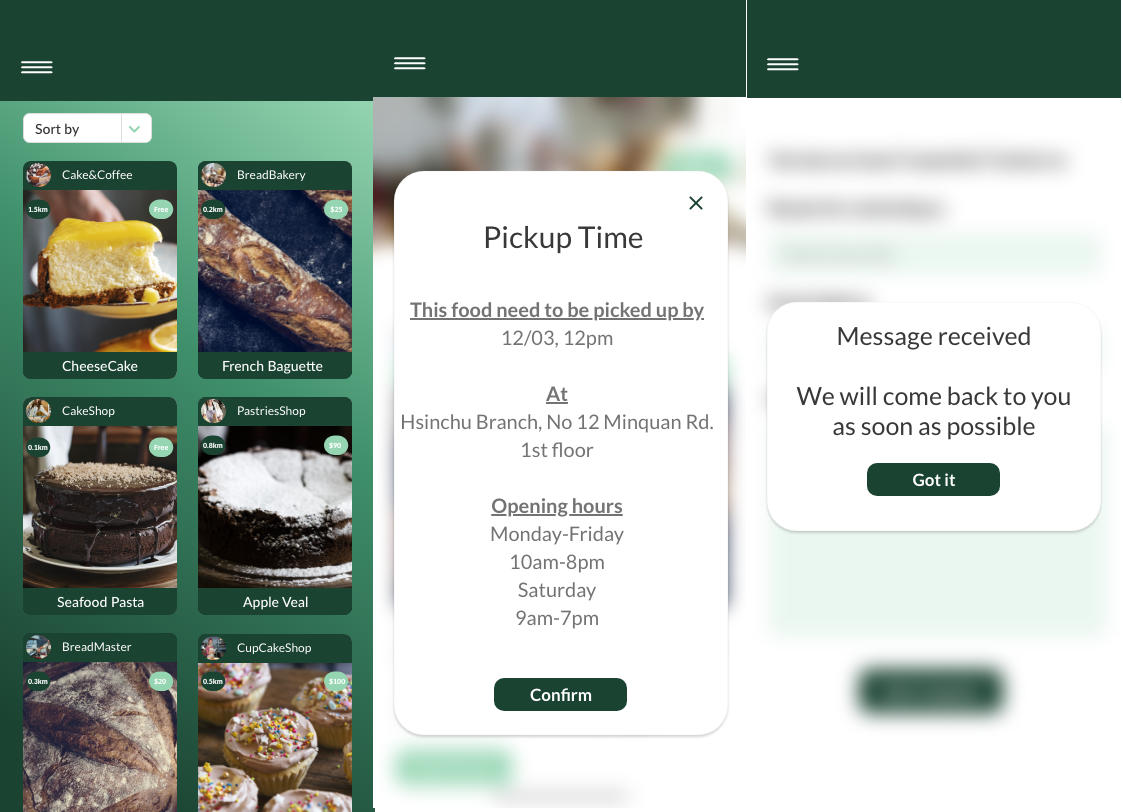 Sort by
Cake&Coffee
BreadBakery
1.5km
Free
0.2km
$25
CheeseCake
French Baguette
CakeShop
PastriesShop
0.1km
Free
0.8km
$90
Seafood Pasta
Apple Veal
BreadMaster
CupCakeShop
0.3km
$20
0.5km
$100
Pickup Time
This food need to be picked up by
12/03, 12pm
At
Hsinchu Branch, No 12 Minquan Rd.
1st floor
Opening hours
Monday-Friday
10am-8pm
Saturday
9am-7pm
Confirm
Message received
We will come back to you
as soon as possible
Got it